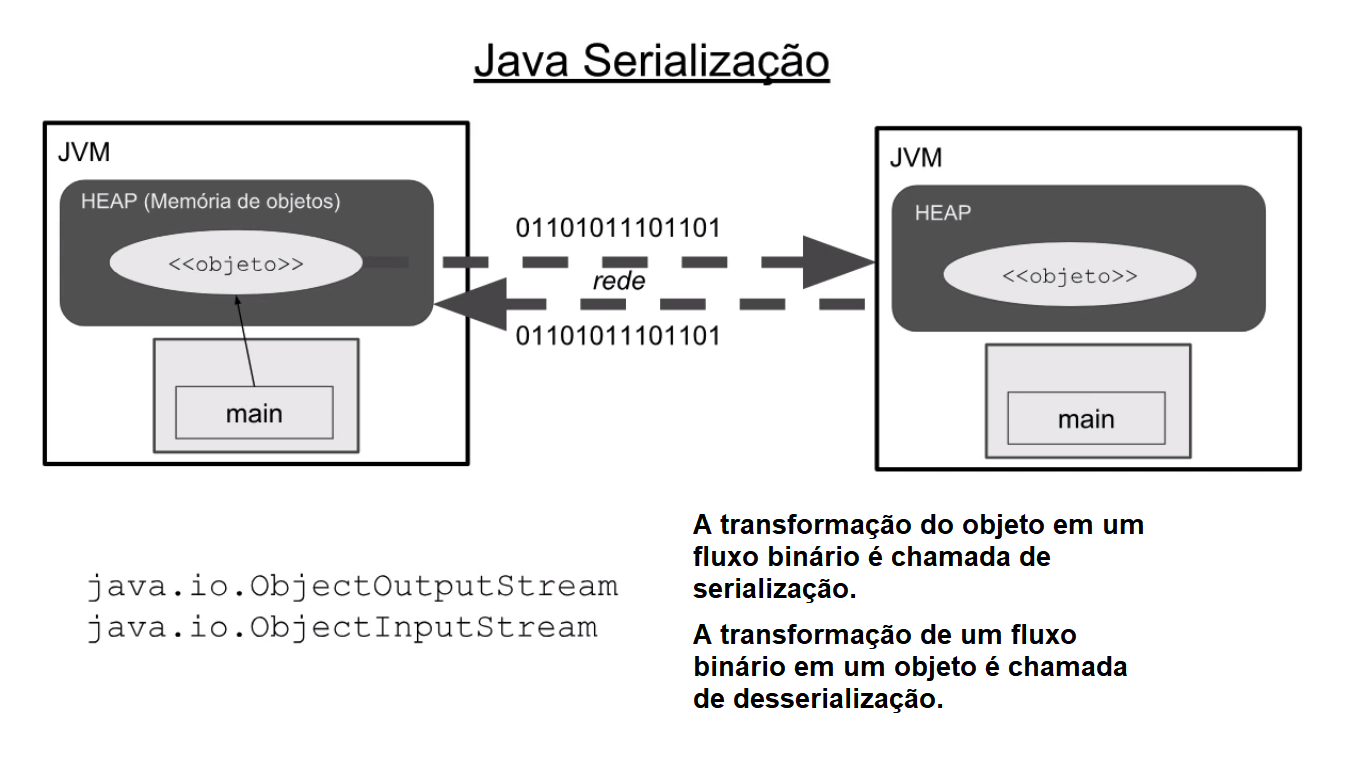 Java Serialização
JVM
HEAP (Memória de objetos)
<<objeto>>
main
01101011101101
rede
01101011101101
JVM
HEAP
<<objeto>>
main
java.io.ObjectOutputStream
java.io.ObjectInputStream
A transformação do objeto em um
fluxo binário é chamada de
serialização.
A transformação de um fluxo
binário em um objeto é chamada
de desserialização.